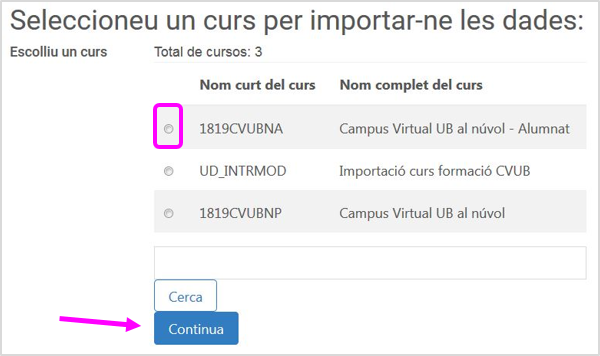 Seleccioneu un curs per importar-ne les dades:
Escolliu un curs
Total de cursos: 3
Nom curt del curs Nom complet del curs
1819CVUBNA Campus Virtual UB al núvol - Alumnat
UD_INTRMOD Importació curs formació CVUB
1819CVUBNP Campus Virtual UB al núvol
Cerca
Continua